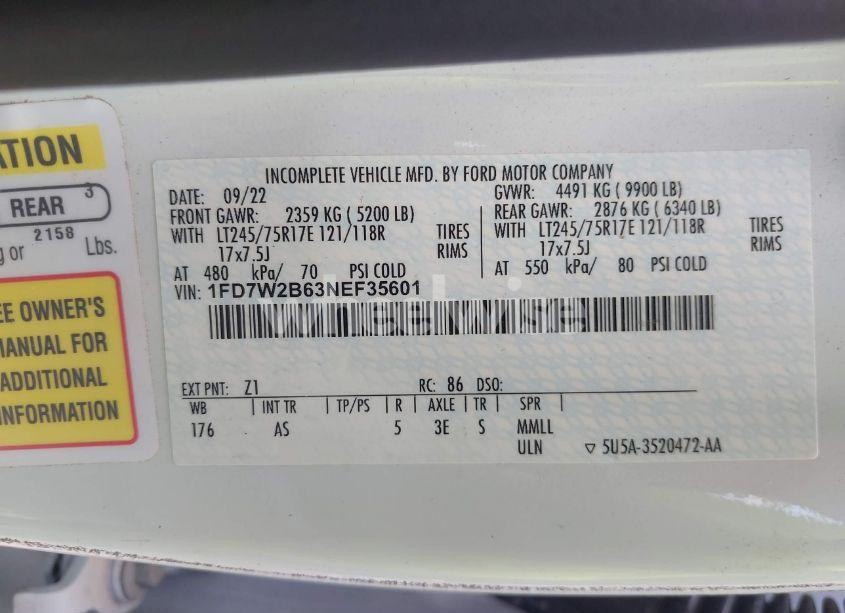 ATION
REAR 3
g or 2158 Lbs.
EE OWNER'S
MANUAL FOR
ADDITIONAL
INFORMATION
INCOMPLETE VEHICLE MFD. BY FORD MOTOR COMPANY
DATE: 09/22 GVWR: 4491 KG ( 9900 LB)
FRONT GAWR: 2359 KG ( 5200 LB) REAR GAWR: 2876 KG ( 6340 LB)
WITH LT245/75R17E 121/118R TIRES WITH LT245/75R17E 121/118R TIRES
17x7.5J RIMS 17x7.5J RIMS
AT 480 kPa/ 70 PSI COLD AT 550 kPa/ 80 PSI COLD
VIN: 1FD7W2B63NEF35601
wheelwise
EXT PNT: Z1 RC: 86 DSO:
WB | INT TR | TP/PS | R | AXLE | TR | SPR |
176 AS 5 3E S MMLL
ULN ▽ 5U5A-3520472-AA